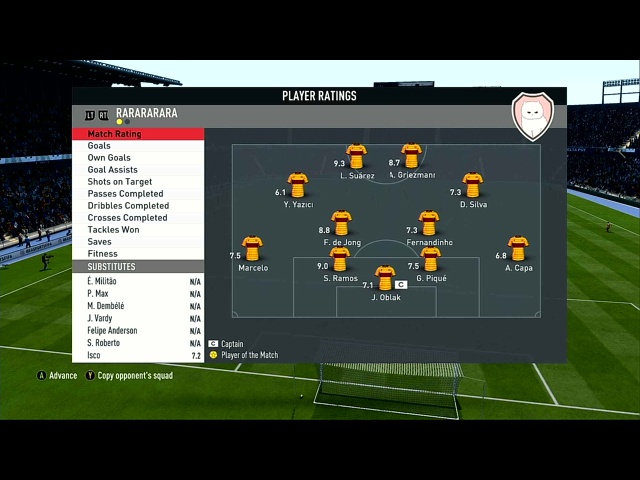 PLAYER RATINGS
LT RT RARARARARA
Match Rating
Goals
Own Goals
Goal Assists
Shots on Target
Passes Completed
Dribbles Completed
Crosses Completed
Tackles Won
Saves
Fitness
SUBSTITUTES
É. Militão N/A
P. Max N/A
M. Dembélé N/A
J. Vardy N/A
Felipe Anderson N/A
S. Roberto N/A
Isco 7.2
9.3 8.7
L. Suárez A. Griezmann
6.1 7.3
Y. Yazıcı D. Silva
8.8 7.3
F. de Jong Fernandinho
7.5 6.8
Marcelo A. Capa
9.0 7.5
S. Ramos G. Piqué
7.1 C
J. Oblak
C Captain
Player of the Match
A Advance Y Copy opponent's squad